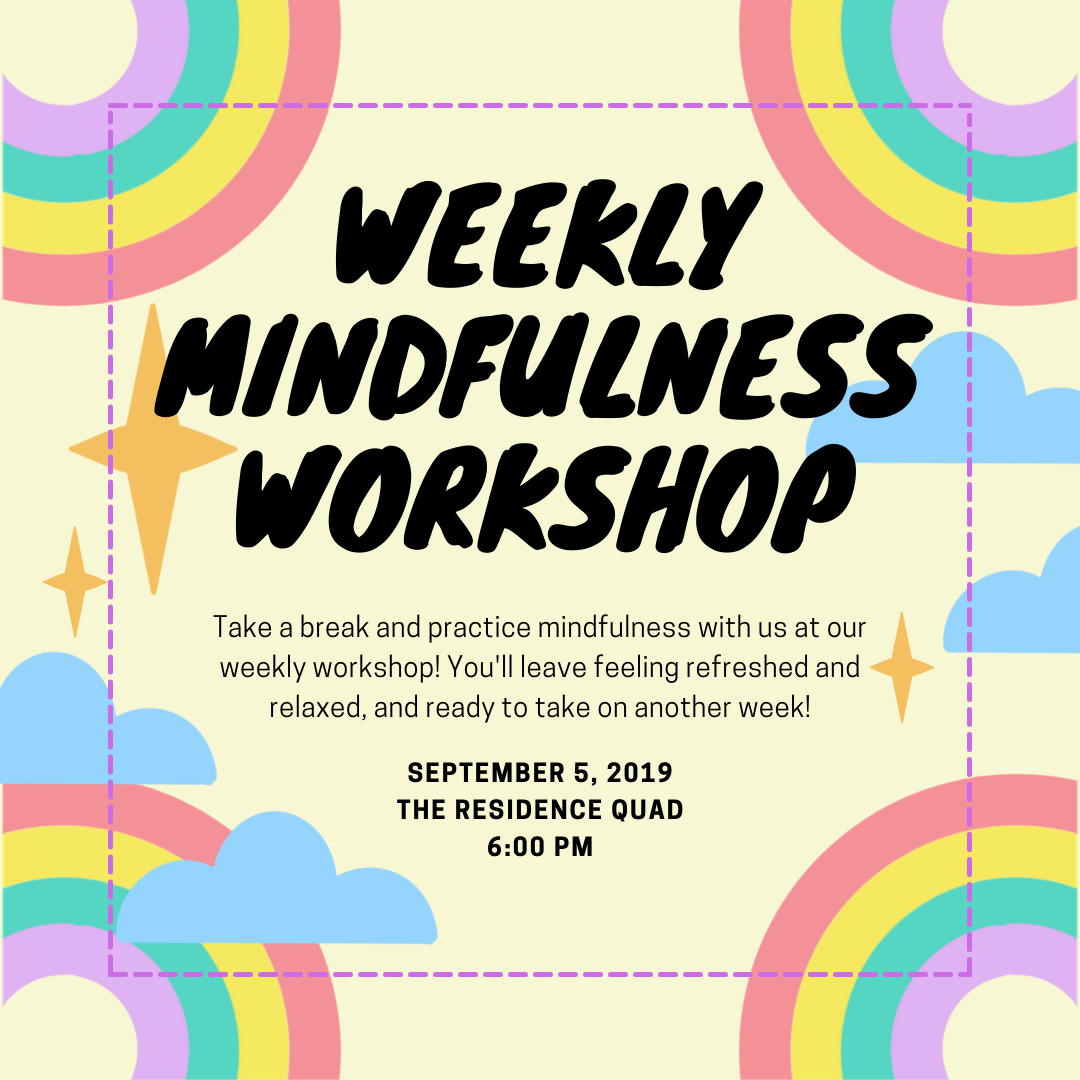 WEEKLY
MINDFULNESS
WORKSHOP
Take a break and practice mindfulness with us at our
weekly workshop! You'll leave feeling refreshed and
relaxed, and ready to take on another week!
SEPTEMBER 5, 2019
THE RESIDENCE QUAD
6:00 PM